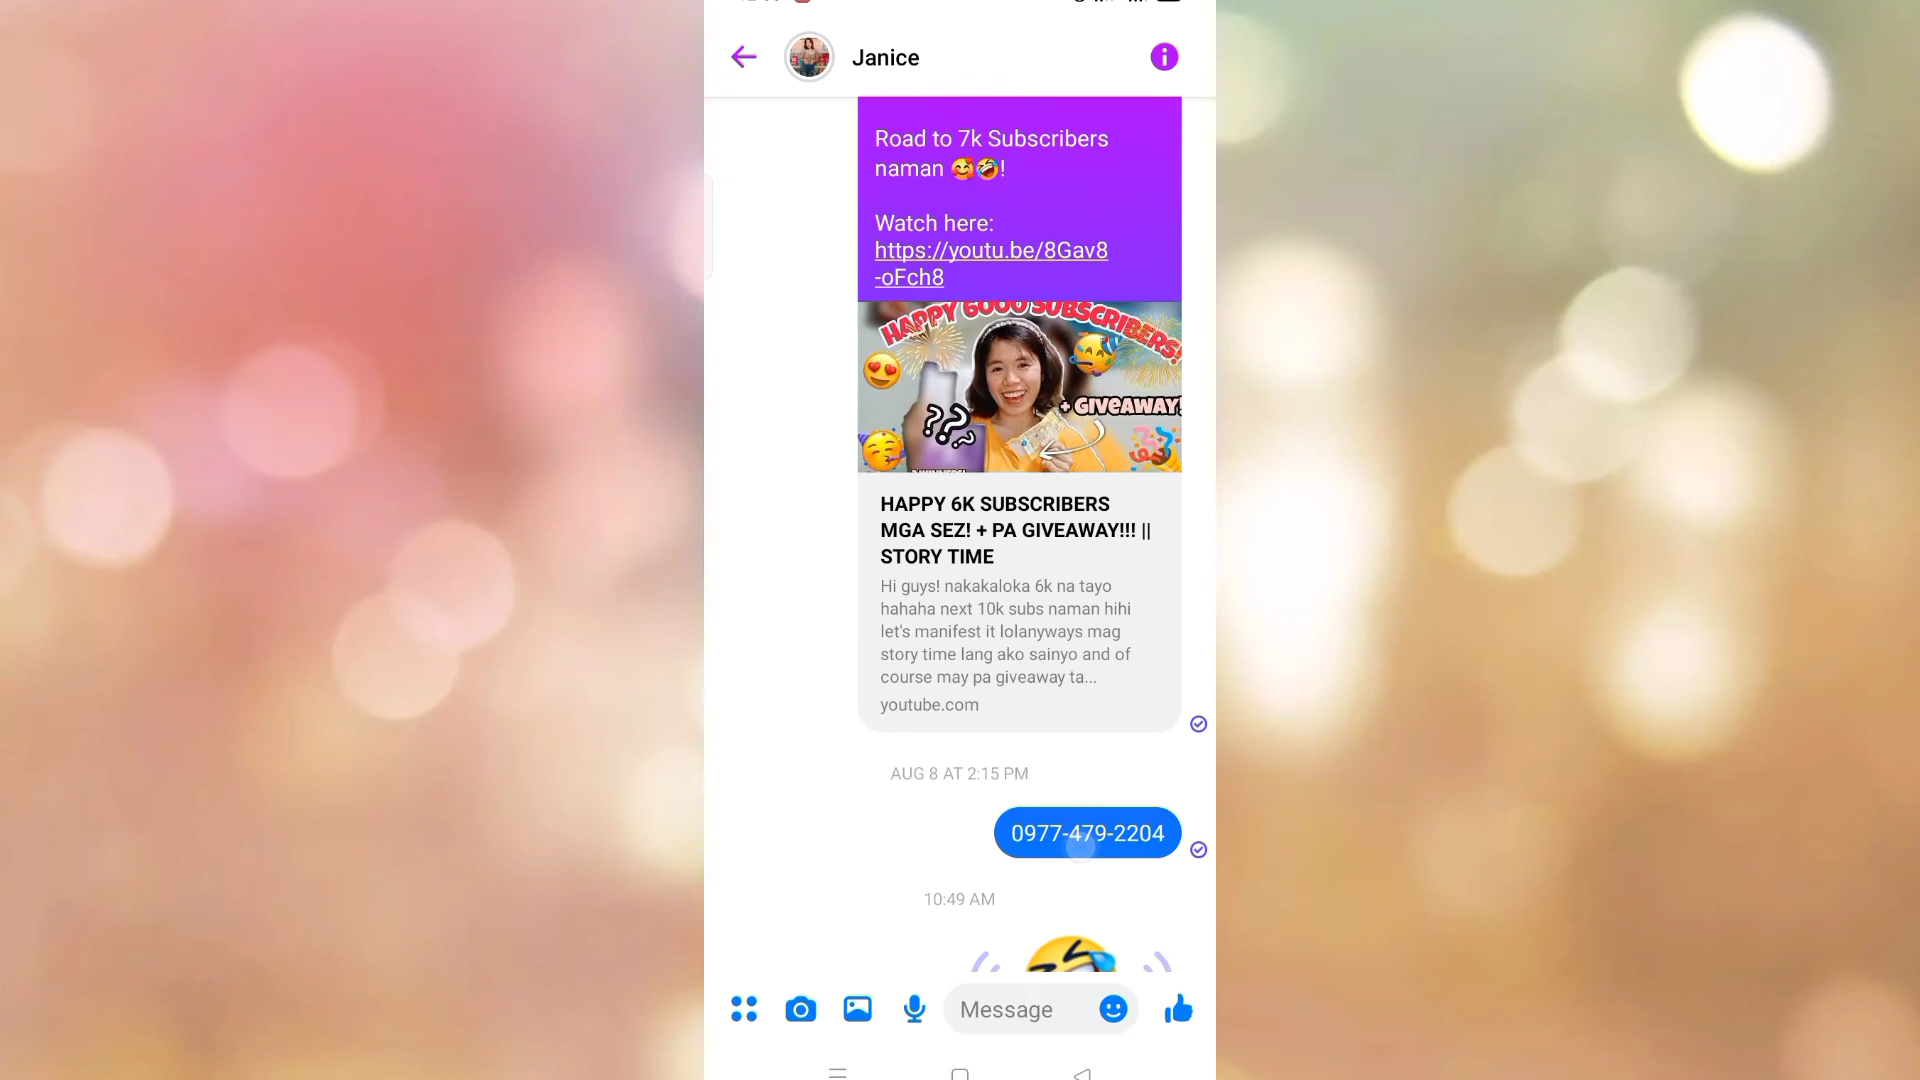 Janice
Road to 7k Subscribers
naman 🥰🤣!
Watch here:
https://youtu.be/8Gav8
-oFch8
HAPPY 6000 SUBSCRIBERS!
+ GIVEAWAY!
???
HAPPY 6K SUBSCRIBERS
MGA SEZ! + PA GIVEAWAY!!! ||
STORY TIME
Hi guys! nakakaloka 6k na tayo
hahaha next 10k subs naman hihi
let's manifest it lolanyways mag
story time lang ako sainyo and of
course may pa giveaway ta...
youtube.com
AUG 8 AT 2:15 PM
0977-479-2204
10:49 AM
Message